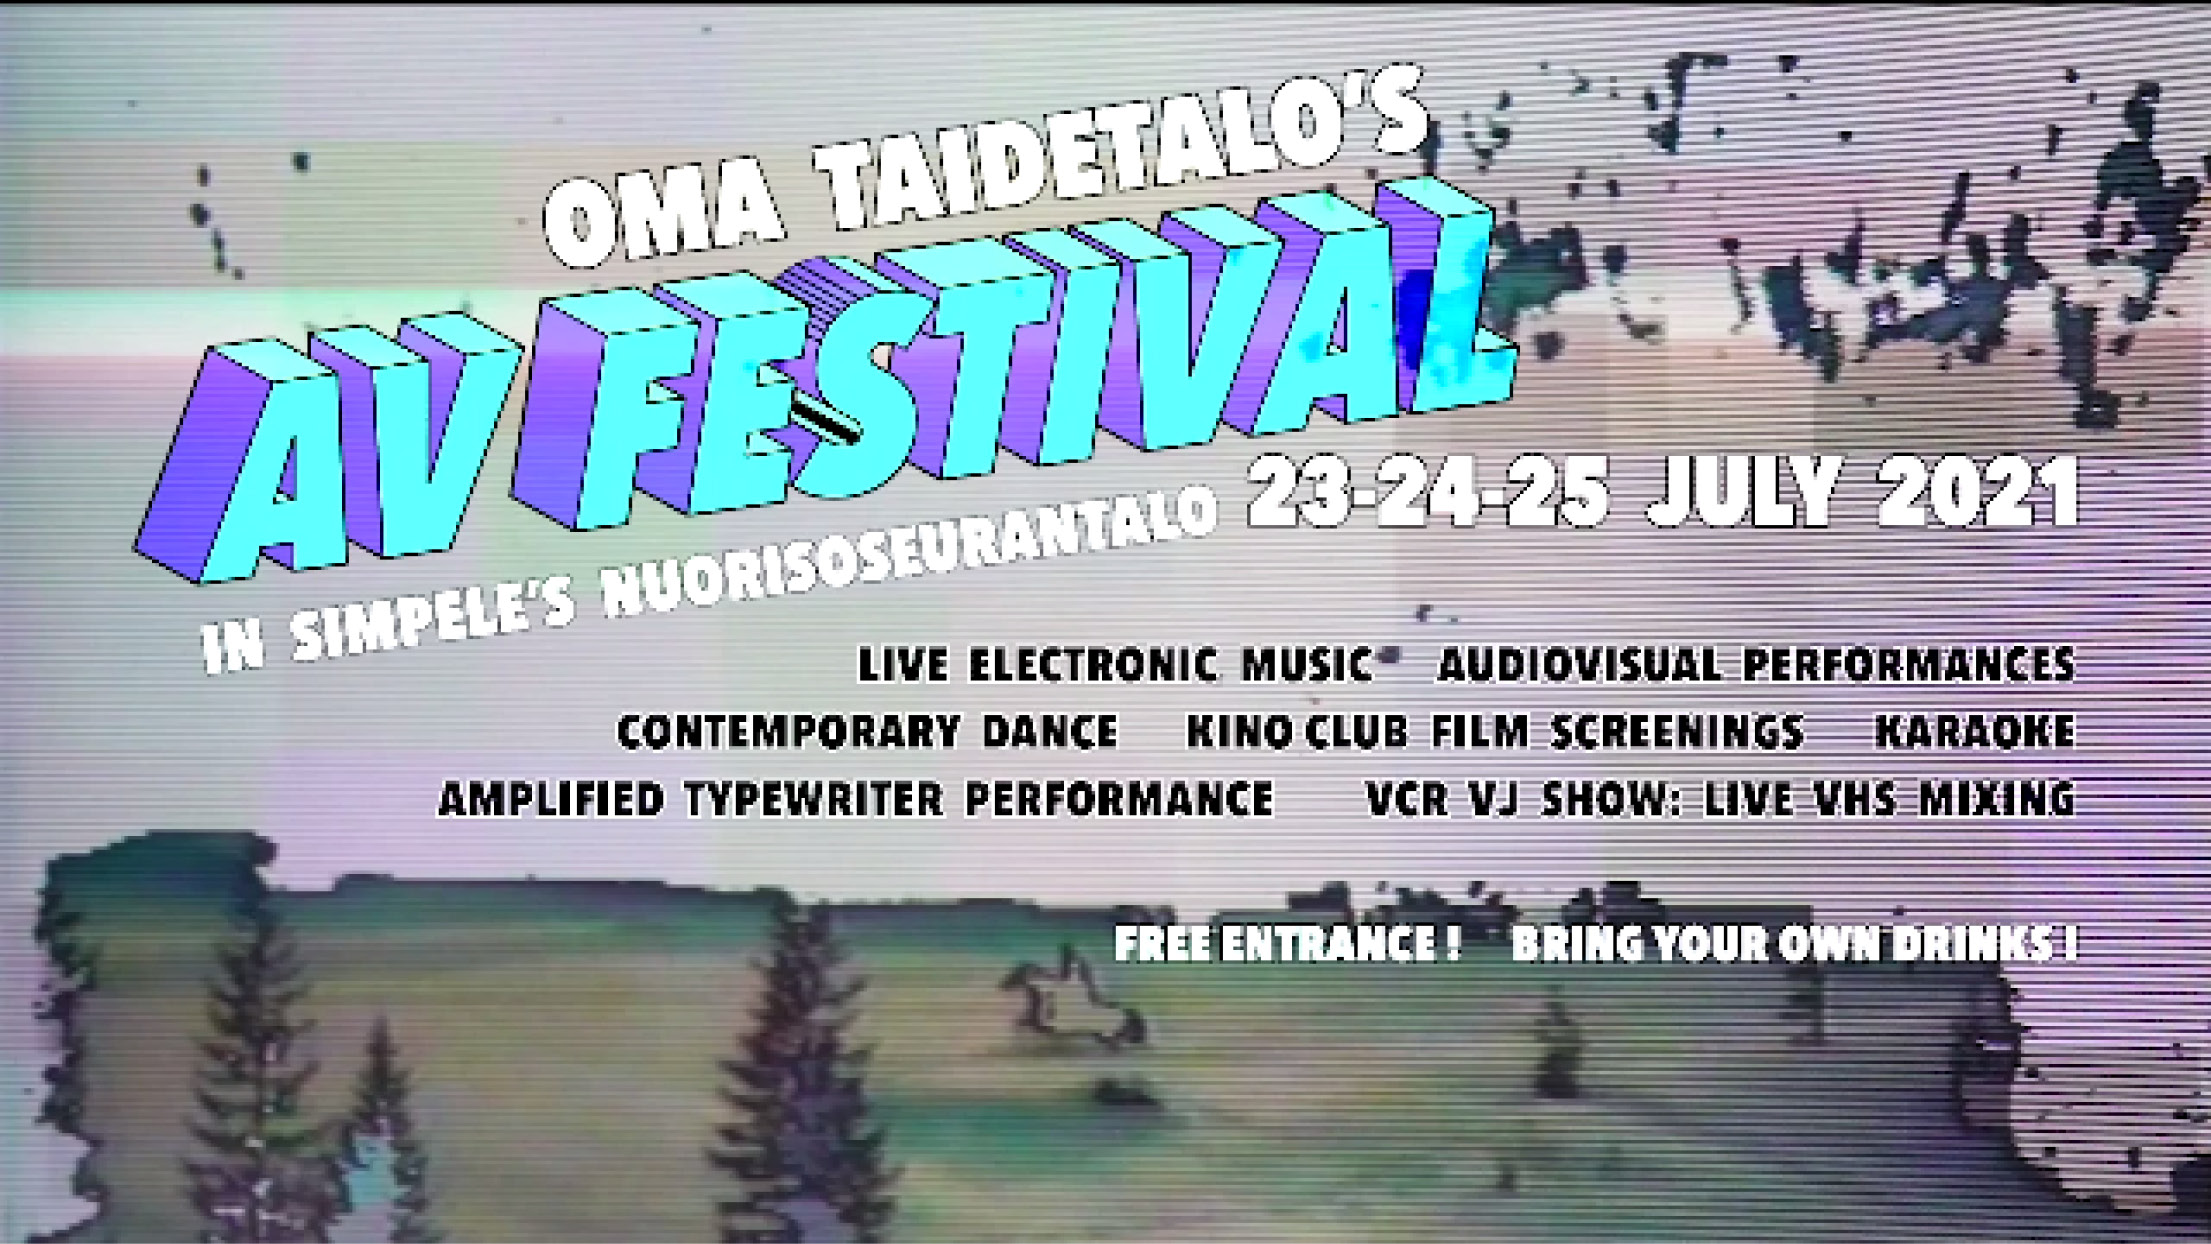 OMA TAIDETALO'S
AV FESTIVAL
IN SIMPELE'S NUORISOSEURANTALO
23-24-25 JULY 2021
LIVE ELECTRONIC MUSIC AUDIOVISUAL PERFORMANCES
CONTEMPORARY DANCE KINO CLUB FILM SCREENINGS KARAOKE
AMPLIFIED TYPEWRITER PERFORMANCE VCR VJ SHOW: LIVE VHS MIXING
FREE ENTRANCE! BRING YOUR OWN DRINKS!